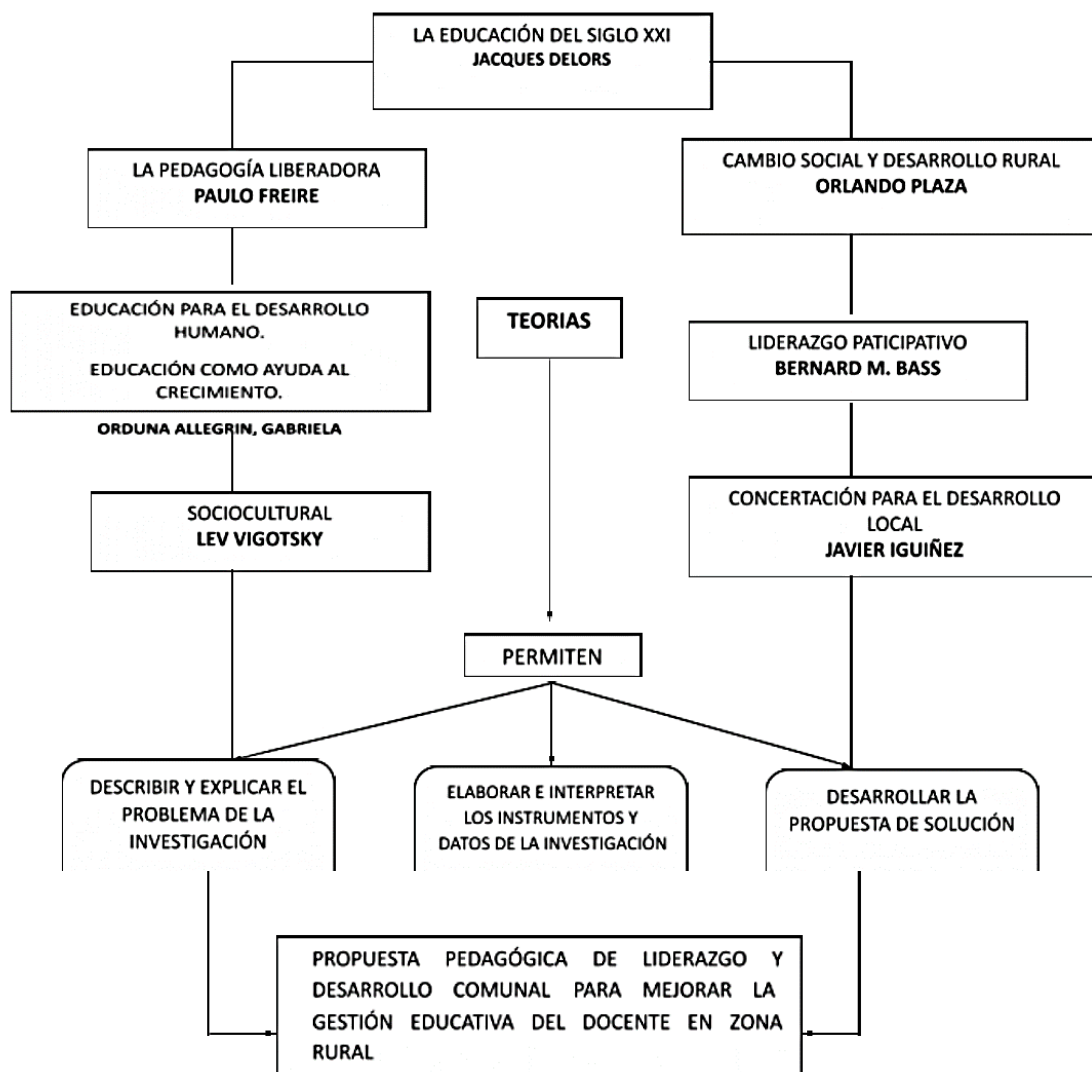 LA EDUCACIÓN DEL SIGLO XXI
JACQUES DELORS
LA PEDAGOGÍA LIBERADORA
PAULO FREIRE
CAMBIO SOCIAL Y DESARROLLO RURAL
ORLANDO PLAZA
EDUCACIÓN PARA EL DESARROLLO
HUMANO.
EDUCACIÓN COMO AYUDA AL
CRECIMIENTO.
ORDUNA ALLEGRIN, GABRIELA
TEORIAS
LIDERAZGO PATICIPATIVO
BERNARD M. BASS
SOCIOCULTURAL
LEV VIGOTSKY
CONCERTACIÓN PARA EL DESARROLLO
LOCAL
JAVIER IGUIÑEZ
PERMITEN
DESCRIBIR Y EXPLICAR EL
PROBLEMA DE LA
INVESTIGACIÓN
ELABORAR E INTERPRETAR
LOS INSTRUMENTOS Y
DATOS DE LA INVESTIGACIÓN
DESARROLLAR LA
PROPUESTA DE SOLUCIÓN
PROPUESTA PEDAGÓGICA DE LIDERAZGO Y
DESARROLLO COMUNAL PARA MEJORAR LA
GESTIÓN EDUCATIVA DEL DOCENTE EN ZONA
RURAL